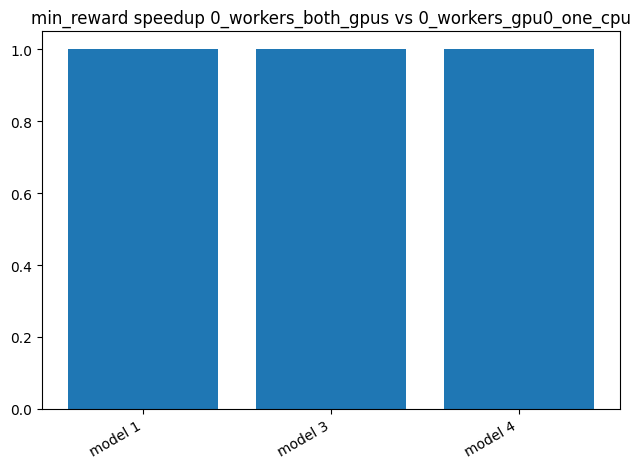 min_reward speedup 0_workers_both_gpus vs 0_workers_gpu0_one_cpu
1.0
0.8
0.6
0.4
0.2
0.0
model 1
model 3
model 4